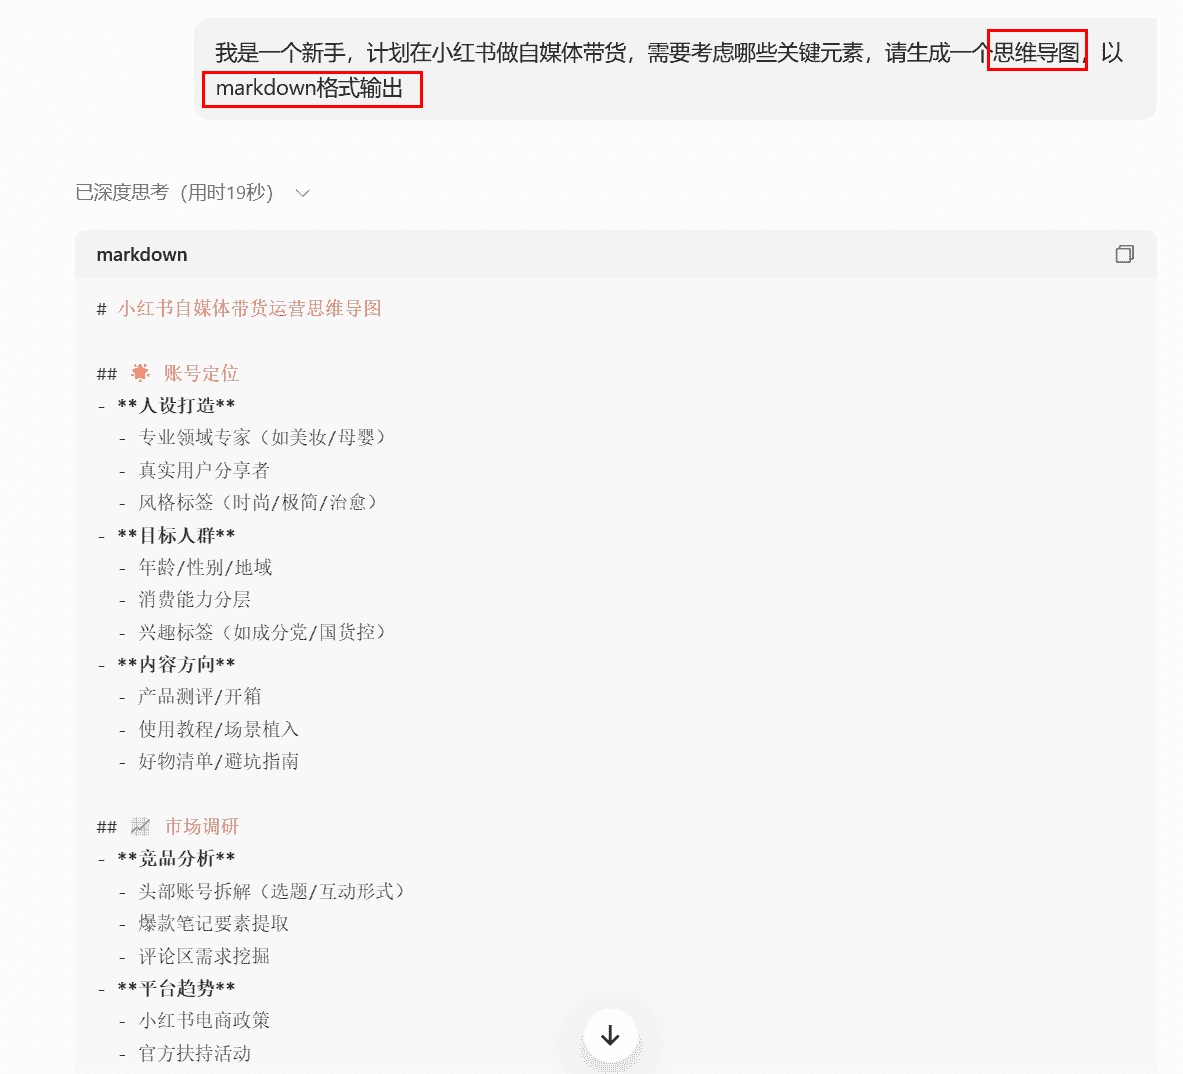 我是一个新手，计划在小红书做自媒体带货，需要考虑哪些关键元素，请生成一个思维导图，以
markdown格式输出
已深度思考（用时19秒）
markdown
# 小红书自媒体带货运营思维导图
## 🌟 账号定位
- **人设打造**
  - 专业领域专家（如美妆/母婴）
  - 真实用户分享者
  - 风格标签（时尚/极简/治愈）
- **目标人群**
  - 年龄/性别/地域
  - 消费能力分层
  - 兴趣标签（如成分党/国货控）
- **内容方向**
  - 产品测评/开箱
  - 使用教程/场景植入
  - 好物清单/避坑指南
## 📈 市场调研
- **竞品分析**
  - 头部账号拆解（选题/互动形式）
  - 爆款笔记要素提取
  - 评论区需求挖掘
- **平台趋势**
  - 小红书电商政策
  - 官方扶持活动